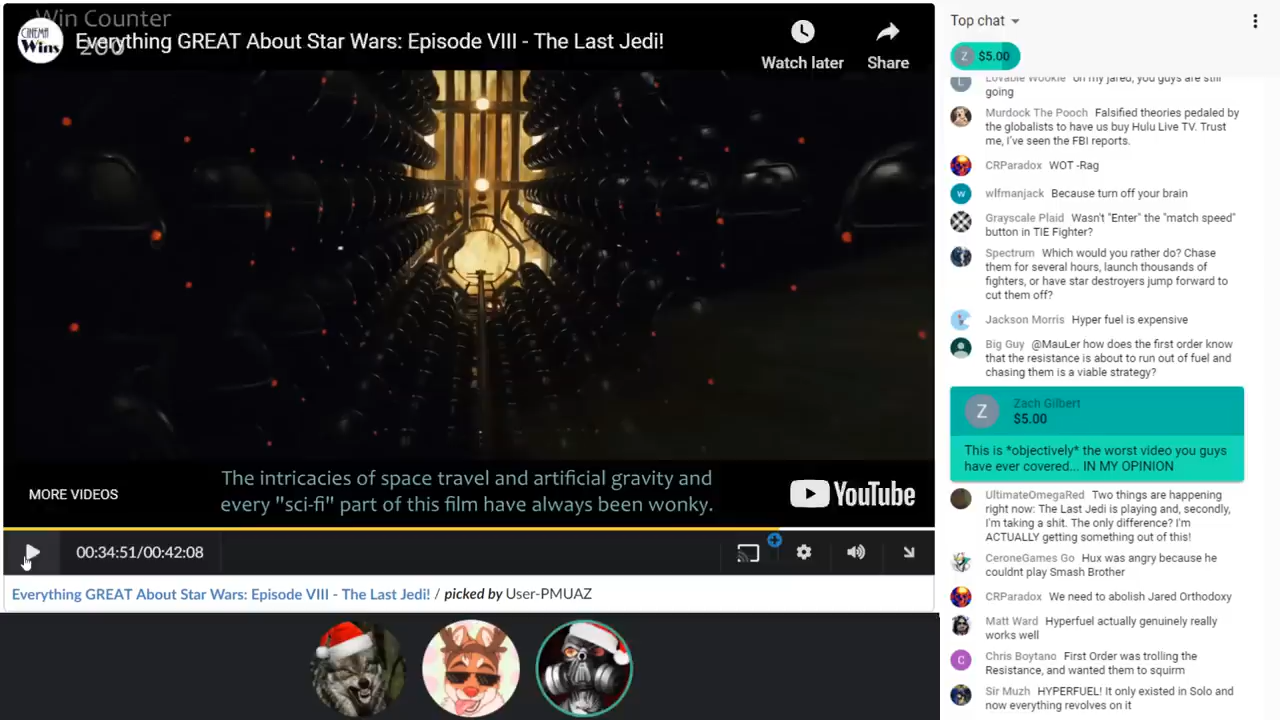 Win Counter
200
CINEMA
Wins
Everything GREAT About Star Wars: Episode VIII - The Last Jedi!
Watch later
Share
The intricacies of space travel and artificial gravity and
every "sci-fi" part of this film have always been wonky.
MORE VIDEOS
YouTube
00:34:51/00:42:08
Everything GREAT About Star Wars: Episode VIII - The Last Jedi! / picked by User-PMUAZ
Top chat
Z $5.00
L Lovable Wookie Oh my jared, you guys are still
going
Murdock The Pooch Falsified theories pedaled by
the globalists to have us buy Hulu Live TV. Trust
me, I've seen the FBI reports.
CRParadox WOT -Rag
w wlfmanjack Because turn off your brain
Grayscale Plaid Wasn't "Enter" the "match speed"
button in TIE Fighter?
Spectrum Which would you rather do? Chase
them for several hours, launch thousands of
fighters, or have star destroyers jump forward to
cut them off?
Jackson Morris Hyper fuel is expensive
Big Guy @MauLer how does the first order know
that the resistance is about to run out of fuel and
chasing them is a viable strategy?
Z Zach Gilbert
$5.00
This is *objectively* the worst video you guys
have ever covered... IN MY OPINION
UltimateOmegaRed Two things are happening
right now: The Last Jedi is playing and, secondly,
I'm taking a shit. The only difference? I'm
ACTUALLY getting something out of this!
CeroneGames Go Hux was angry because he
couldnt play Smash Brother
CRParadox We need to abolish Jared Orthodoxy
Matt Ward Hyperfuel actually genuinely really
works well
C Chris Boytano First Order was trolling the
Resistance, and wanted them to squirm
Sir Muzh HYPERFUEL! It only existed in Solo and
now everything revolves on it